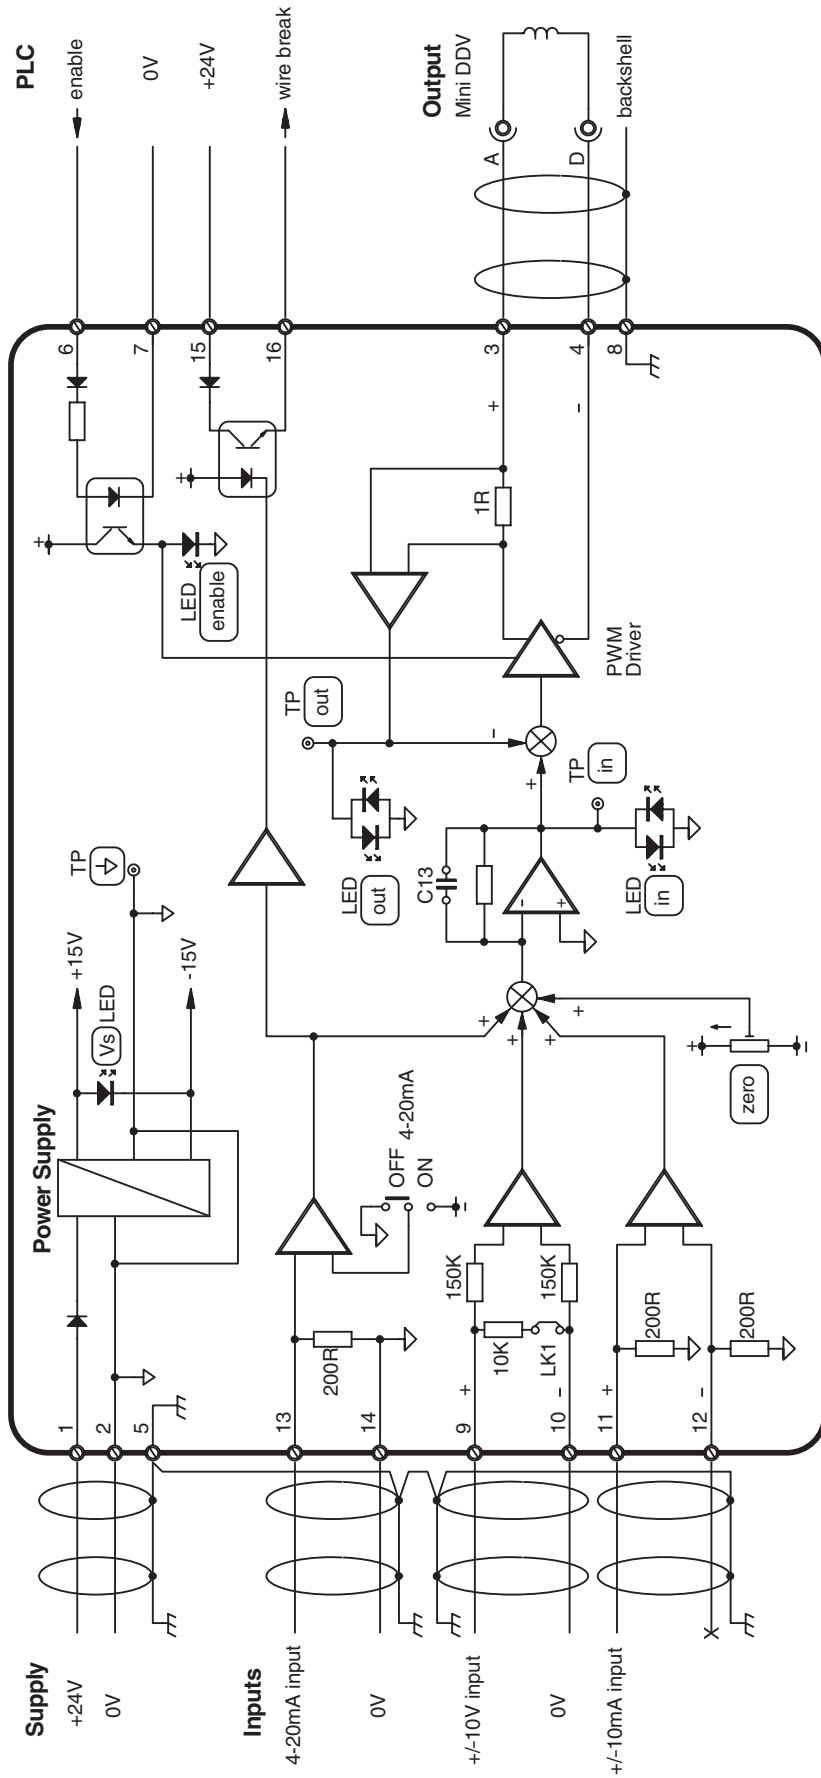 Supply
+24V
0V
Inputs
4-20mA input
0V
+/-10V input
0V
+/-10mA input
1
2
5
13
14
9
10
11
12
+
-
+
-
200R
10K
LK1
150K
150K
200R
200R
Power Supply
+15V
Vs LED
-15V
TP
OFF
ON
4-20mA
+
+
+
+
+
-
zero
-
C13
-
+
LED
in
TP
in
LED
out
TP
out
+
-
PWM
Driver
1R
+
LED
enable
+
+
-
6
7
15
16
3
4
8
PLC
enable
0V
+24V
wire break
Output
Mini DDV
A
D
backshell